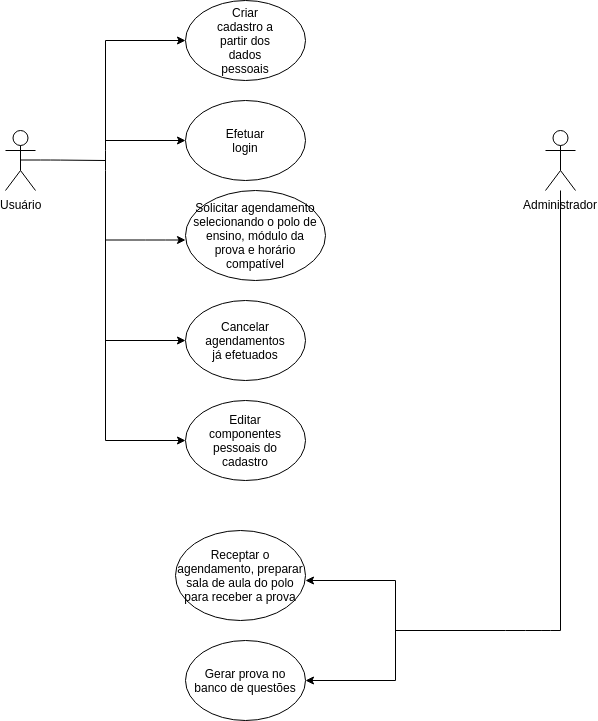 Criar
cadastro a
partir dos
dados
pessoais
Efetuar
login
Usuário
Administrador
Solicitar agendamento
selecionando o polo de
ensino, módulo da
prova e horário
compatível
Cancelar
agendamentos
já efetuados
Editar
componentes
pessoais do
cadastro
Receptar o
agendamento, preparar
sala de aula do polo
para receber a prova
Gerar prova no
banco de questões